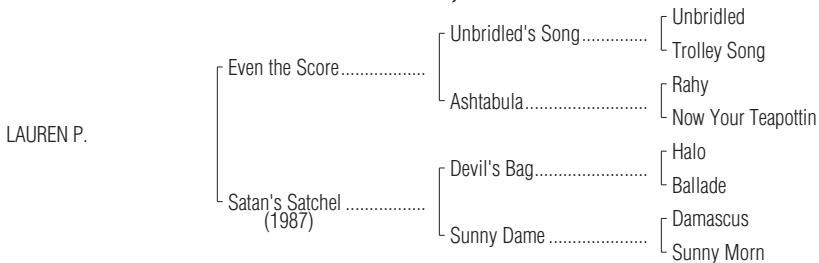 Unbridled
Unbridled's Song..............
Trolley Song
Even the Score..................
Rahy
Ashtabula..........................
Now Your Teapottin
LAUREN P.
Halo
Devil's Bag........................
Ballade
Satan's Satchel .................
(1987)
Damascus
Sunny Dame .....................
Sunny Morn